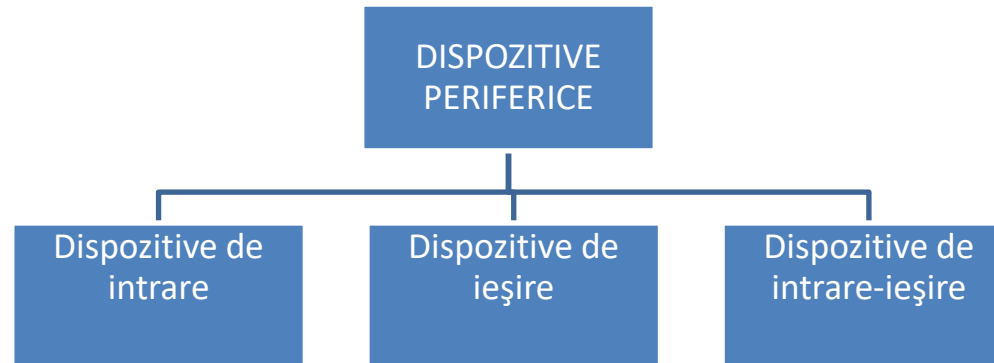 DISPOZITIVE
PERIFERICE
Dispozitive de
intrare
Dispozitive de
ieşire
Dispozitive de
intrare-ieşire